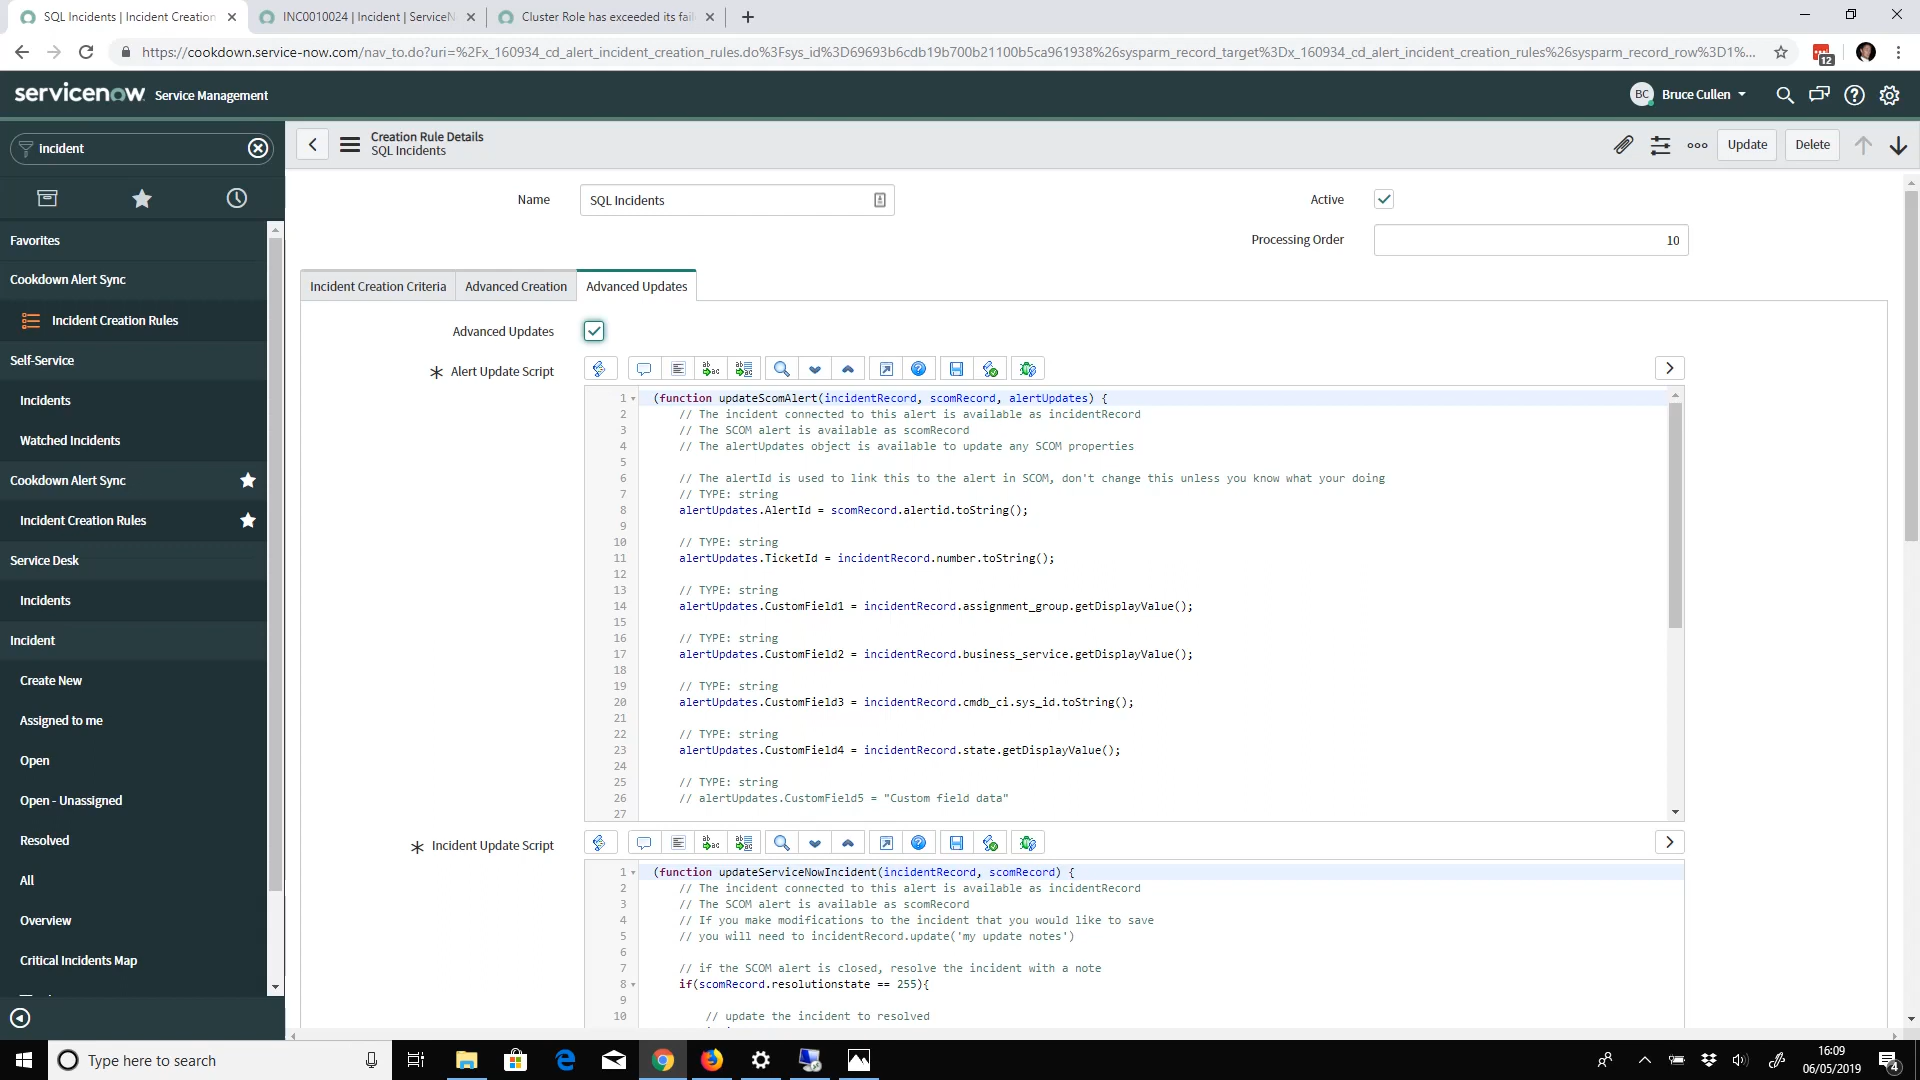 SQL Incidents | Incident Creation
INC0010024 | Incident | ServiceN
Cluster Role has exceeded its fai
https://cookdown.service-now.com/nav_to.do?uri=%2Fx_160934_cd_alert_incident_creation_rules.do%3Fsys_id%3D69693b6cdb19b700b21100b5ca961938%26sysparm_record_target%3Dx_160934_cd_alert_incident_creation_rules%26sysparm_record_row%3D1%...
12
servicenow Service Management
BC Bruce Cullen
incident
Creation Rule Details
SQL Incidents
Update
Delete
Favorites
Cookdown Alert Sync
Incident Creation Rules
Self-Service
Incidents
Watched Incidents
Cookdown Alert Sync
Incident Creation Rules
Service Desk
Incidents
Incident
Create New
Assigned to me
Open
Open - Unassigned
Resolved
All
Overview
Critical Incidents Map
Name
SQL Incidents
Active
Processing Order
10
Incident Creation Criteria
Advanced Creation
Advanced Updates
Advanced Updates
Alert Update Script
1 (function updateScomAlert(incidentRecord, scomRecord, alertUpdates) {
2 // The incident connected to this alert is available as incidentRecord
3 // The SCOM alert is available as scomRecord
4 // The alertUpdates object is available to update any SCOM properties
5
6 // The alertId is used to link this to the alert in SCOM, don't change this unless you know what your doing
7 // TYPE: string
8 alertUpdates.AlertId = scomRecord.alertid.toString();
9
10 // TYPE: string
11 alertUpdates.TicketId = incidentRecord.number.toString();
12
13 // TYPE: string
14 alertUpdates.CustomField1 = incidentRecord.assignment_group.getDisplayValue();
15
16 // TYPE: string
17 alertUpdates.CustomField2 = incidentRecord.business_service.getDisplayValue();
18
19 // TYPE: string
20 alertUpdates.CustomField3 = incidentRecord.cmdb_ci.sys_id.toString();
21
22 // TYPE: string
23 alertUpdates.CustomField4 = incidentRecord.state.getDisplayValue();
24
25 // TYPE: string
26 // alertUpdates.CustomField5 = "Custom field data"
27
Incident Update Script
1 (function updateServiceNowIncident(incidentRecord, scomRecord) {
2 // The incident connected to this alert is available as incidentRecord
3 // The SCOM alert is available as scomRecord
4 // If you make modifications to the incident that you would like to save
5 // you will need to incidentRecord.update('my update notes')
6
7 // if the SCOM alert is closed, resolve the incident with a note
8 if(scomRecord.resolutionstate == 255){
9
10 // update the incident to resolved
Type here to search
16:09
06/05/2019
4